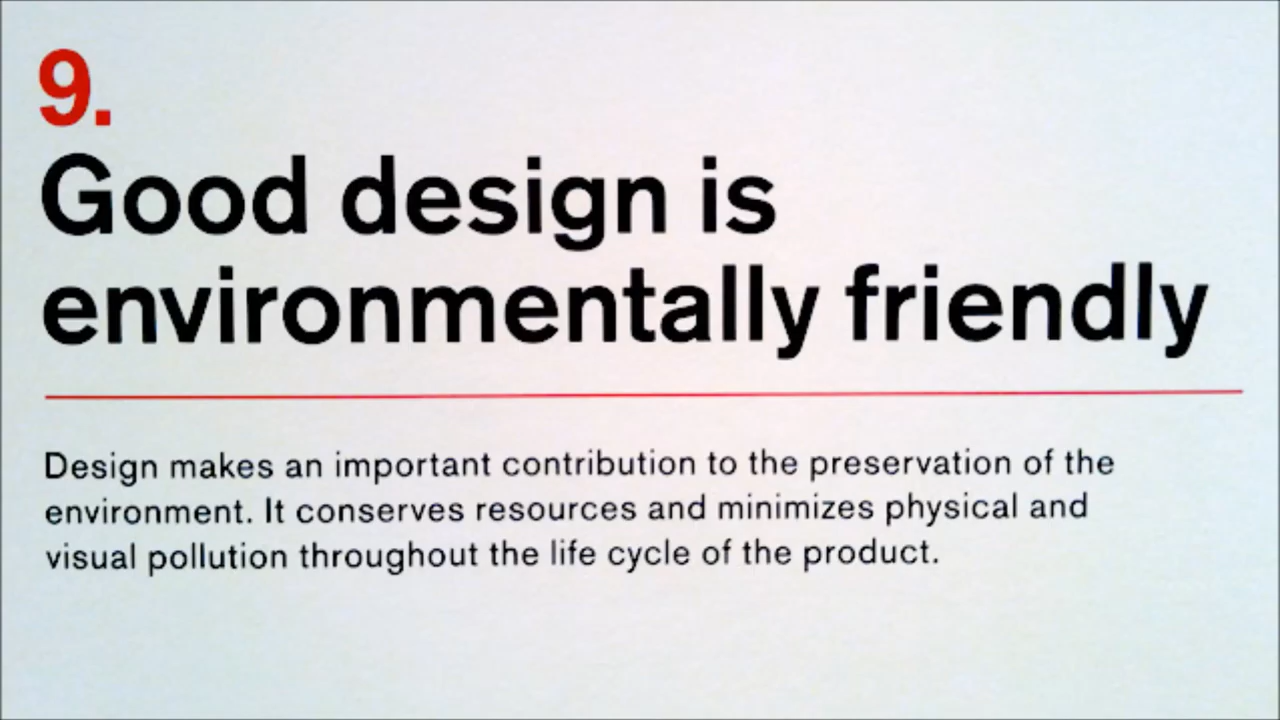 9.
Good design is
environmentally friendly
Design makes an important contribution to the preservation of the
environment. It conserves resources and minimizes physical and
visual pollution throughout the life cycle of the product.